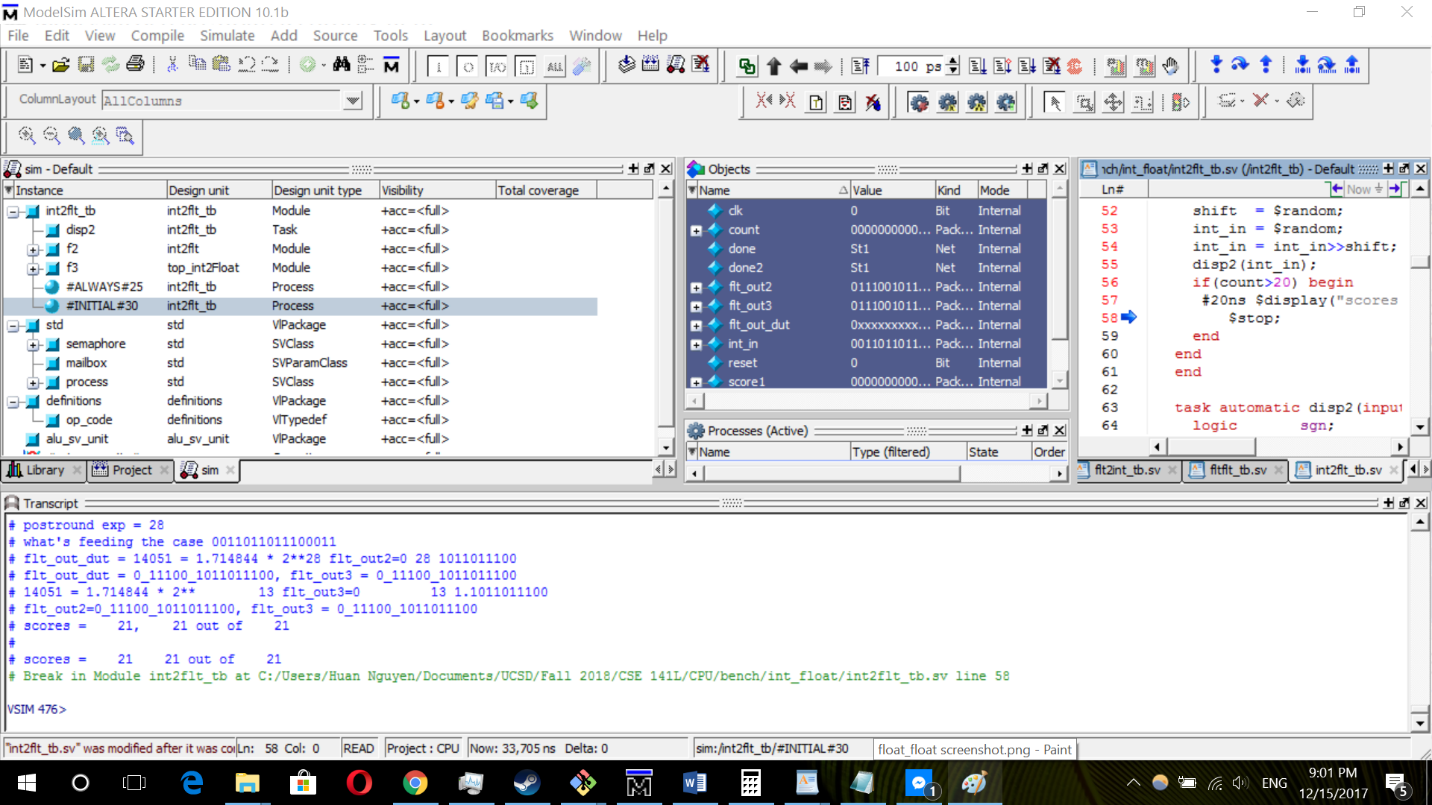 ModelSim ALTERA STARTER EDITION 10.1b
File Edit View Compile Simulate Add Source Tools Layout Bookmarks Window Help
100 ps
ColumnLayout AllColumns
sim - Default
Instance Design unit Design unit type Visibility Total coverage
int2flt_tb int2flt_tb Module +acc=<full>
disp2 int2flt_tb Task +acc=<full>
f2 int2flt Module +acc=<full>
f3 top_int2Float Module +acc=<full>
#ALWAYS#25 int2flt_tb Process +acc=<full>
#INITIAL#30 int2flt_tb Process +acc=<full>
std std VlPackage +acc=<full>
semaphore std SVClass +acc=<full>
mailbox std SVParamClass +acc=<full>
process std SVClass +acc=<full>
definitions definitions VlPackage +acc=<full>
op_code definitions VlTypedef +acc=<full>
alu_sv_unit alu_sv_unit VlPackage +acc=<full>
Library Project sim
Objects
Name Value Kind Mode
clk 0 Bit Internal
count 0000000000... Pack... Internal
done St1 Net Internal
done2 St1 Net Internal
flt_out2 0111001011... Pack... Internal
flt_out3 0111001011... Pack... Internal
flt_out_dut 0xxxxxxxxx... Pack... Internal
int_in 0011011011... Pack... Internal
reset 0 Bit Internal
score1 0000000000... Pack... Internal
Processes (Active)
Name Type (filtered) State Order
nch/int_float/int2flt_tb.sv (/int2flt_tb) - Default
Ln# Now
52 shift = $random;
53 int_in = $random;
54 int_in = int_in>>shift;
55 disp2(int_in);
56 if(count>20) begin
57 #20ns $display("scores
58 $stop;
59 end
60 end
61 end
62
63 task automatic disp2(input
64 logic sgn;
flt2int_tb.sv fltflt_tb.sv int2flt_tb.sv
Transcript
# postround exp = 28
# what's feeding the case 0011011011100011
# flt_out_dut = 14051 = 1.714844 * 2**28 flt_out2=0 28 1011011100
# flt_out_dut = 0_11100_1011011100, flt_out3 = 0_11100_1011011100
# 14051 = 1.714844 * 2** 13 flt_out3=0 13 1.1011011100
# flt_out2=0_11100_1011011100, flt_out3 = 0_11100_1011011100
# scores = 21, 21 out of 21
#
# scores = 21 21 out of 21
# Break in Module int2flt_tb at C:/Users/Huan Nguyen/Documents/UCSD/Fall 2018/CSE 141L/CPU/bench/int_float/int2flt_tb.sv line 58
VSIM 476>
"int2flt_tb.sv" was modified after it was co Ln: 58 Col: 0 READ Project : CPU Now: 33,705 ns Delta: 0 sim:/int2flt_tb/#INITIAL#30
float_float screenshot.png - Paint
1
ENG
9:01 PM
12/15/2017
5